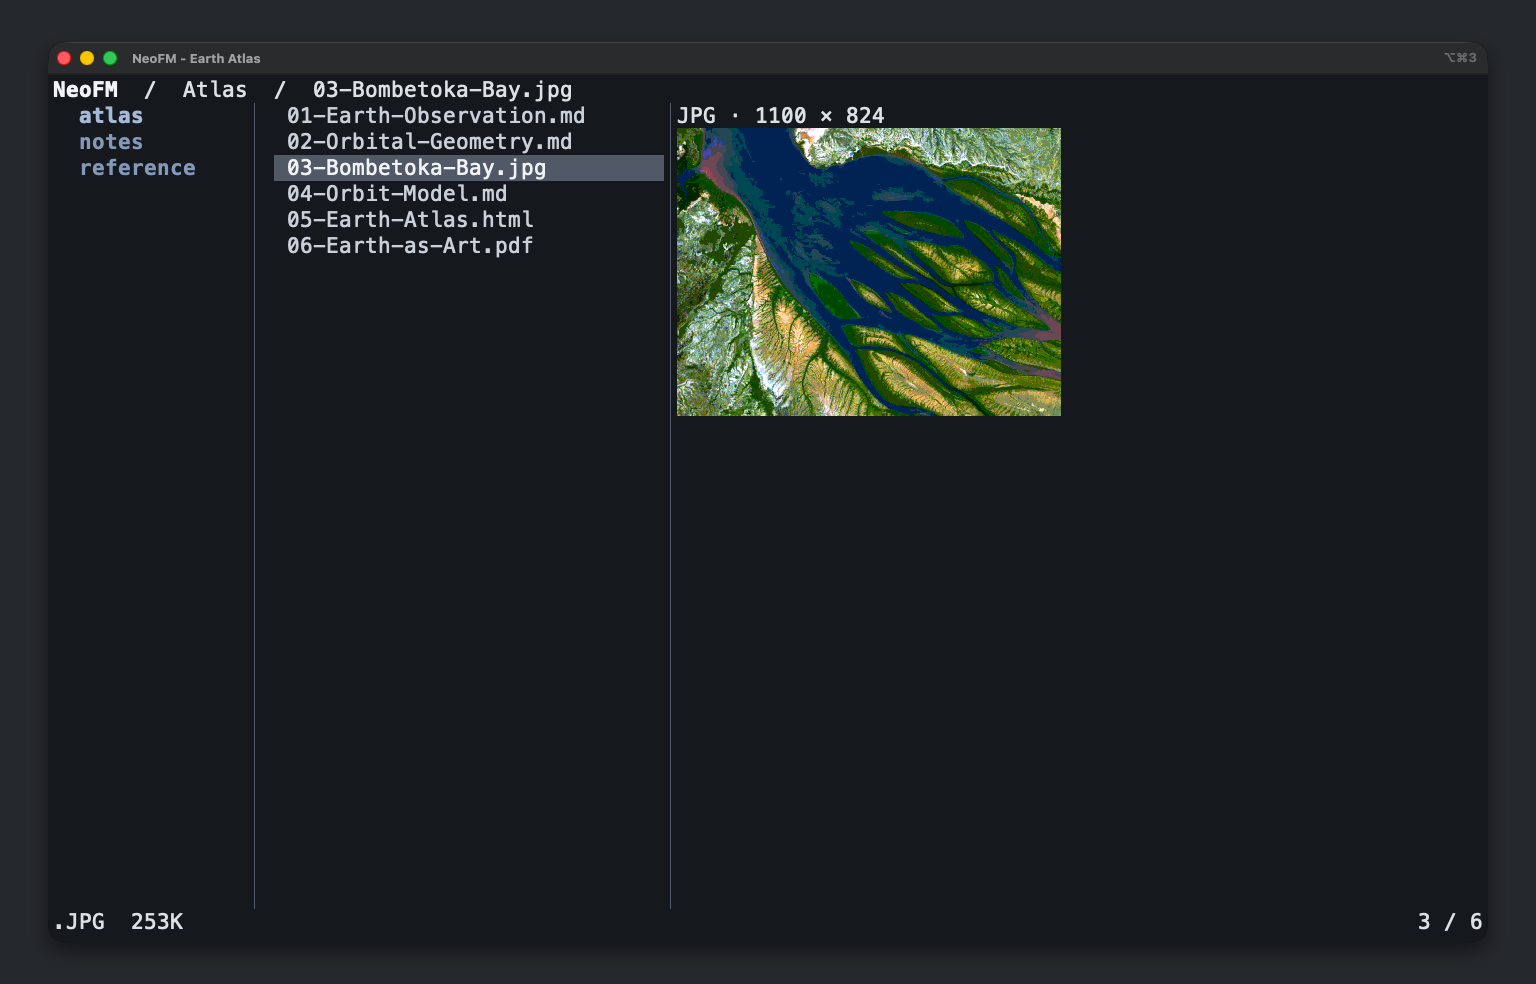 NeoFM - Earth Atlas
⌥⌘3
NeoFM / Atlas / 03-Bombetoka-Bay.jpg
atlas
notes
reference
01-Earth-Observation.md
02-Orbital-Geometry.md
03-Bombetoka-Bay.jpg
04-Orbit-Model.md
05-Earth-Atlas.html
06-Earth-as-Art.pdf
JPG · 1100 × 824
.JPG 253K
3 / 6